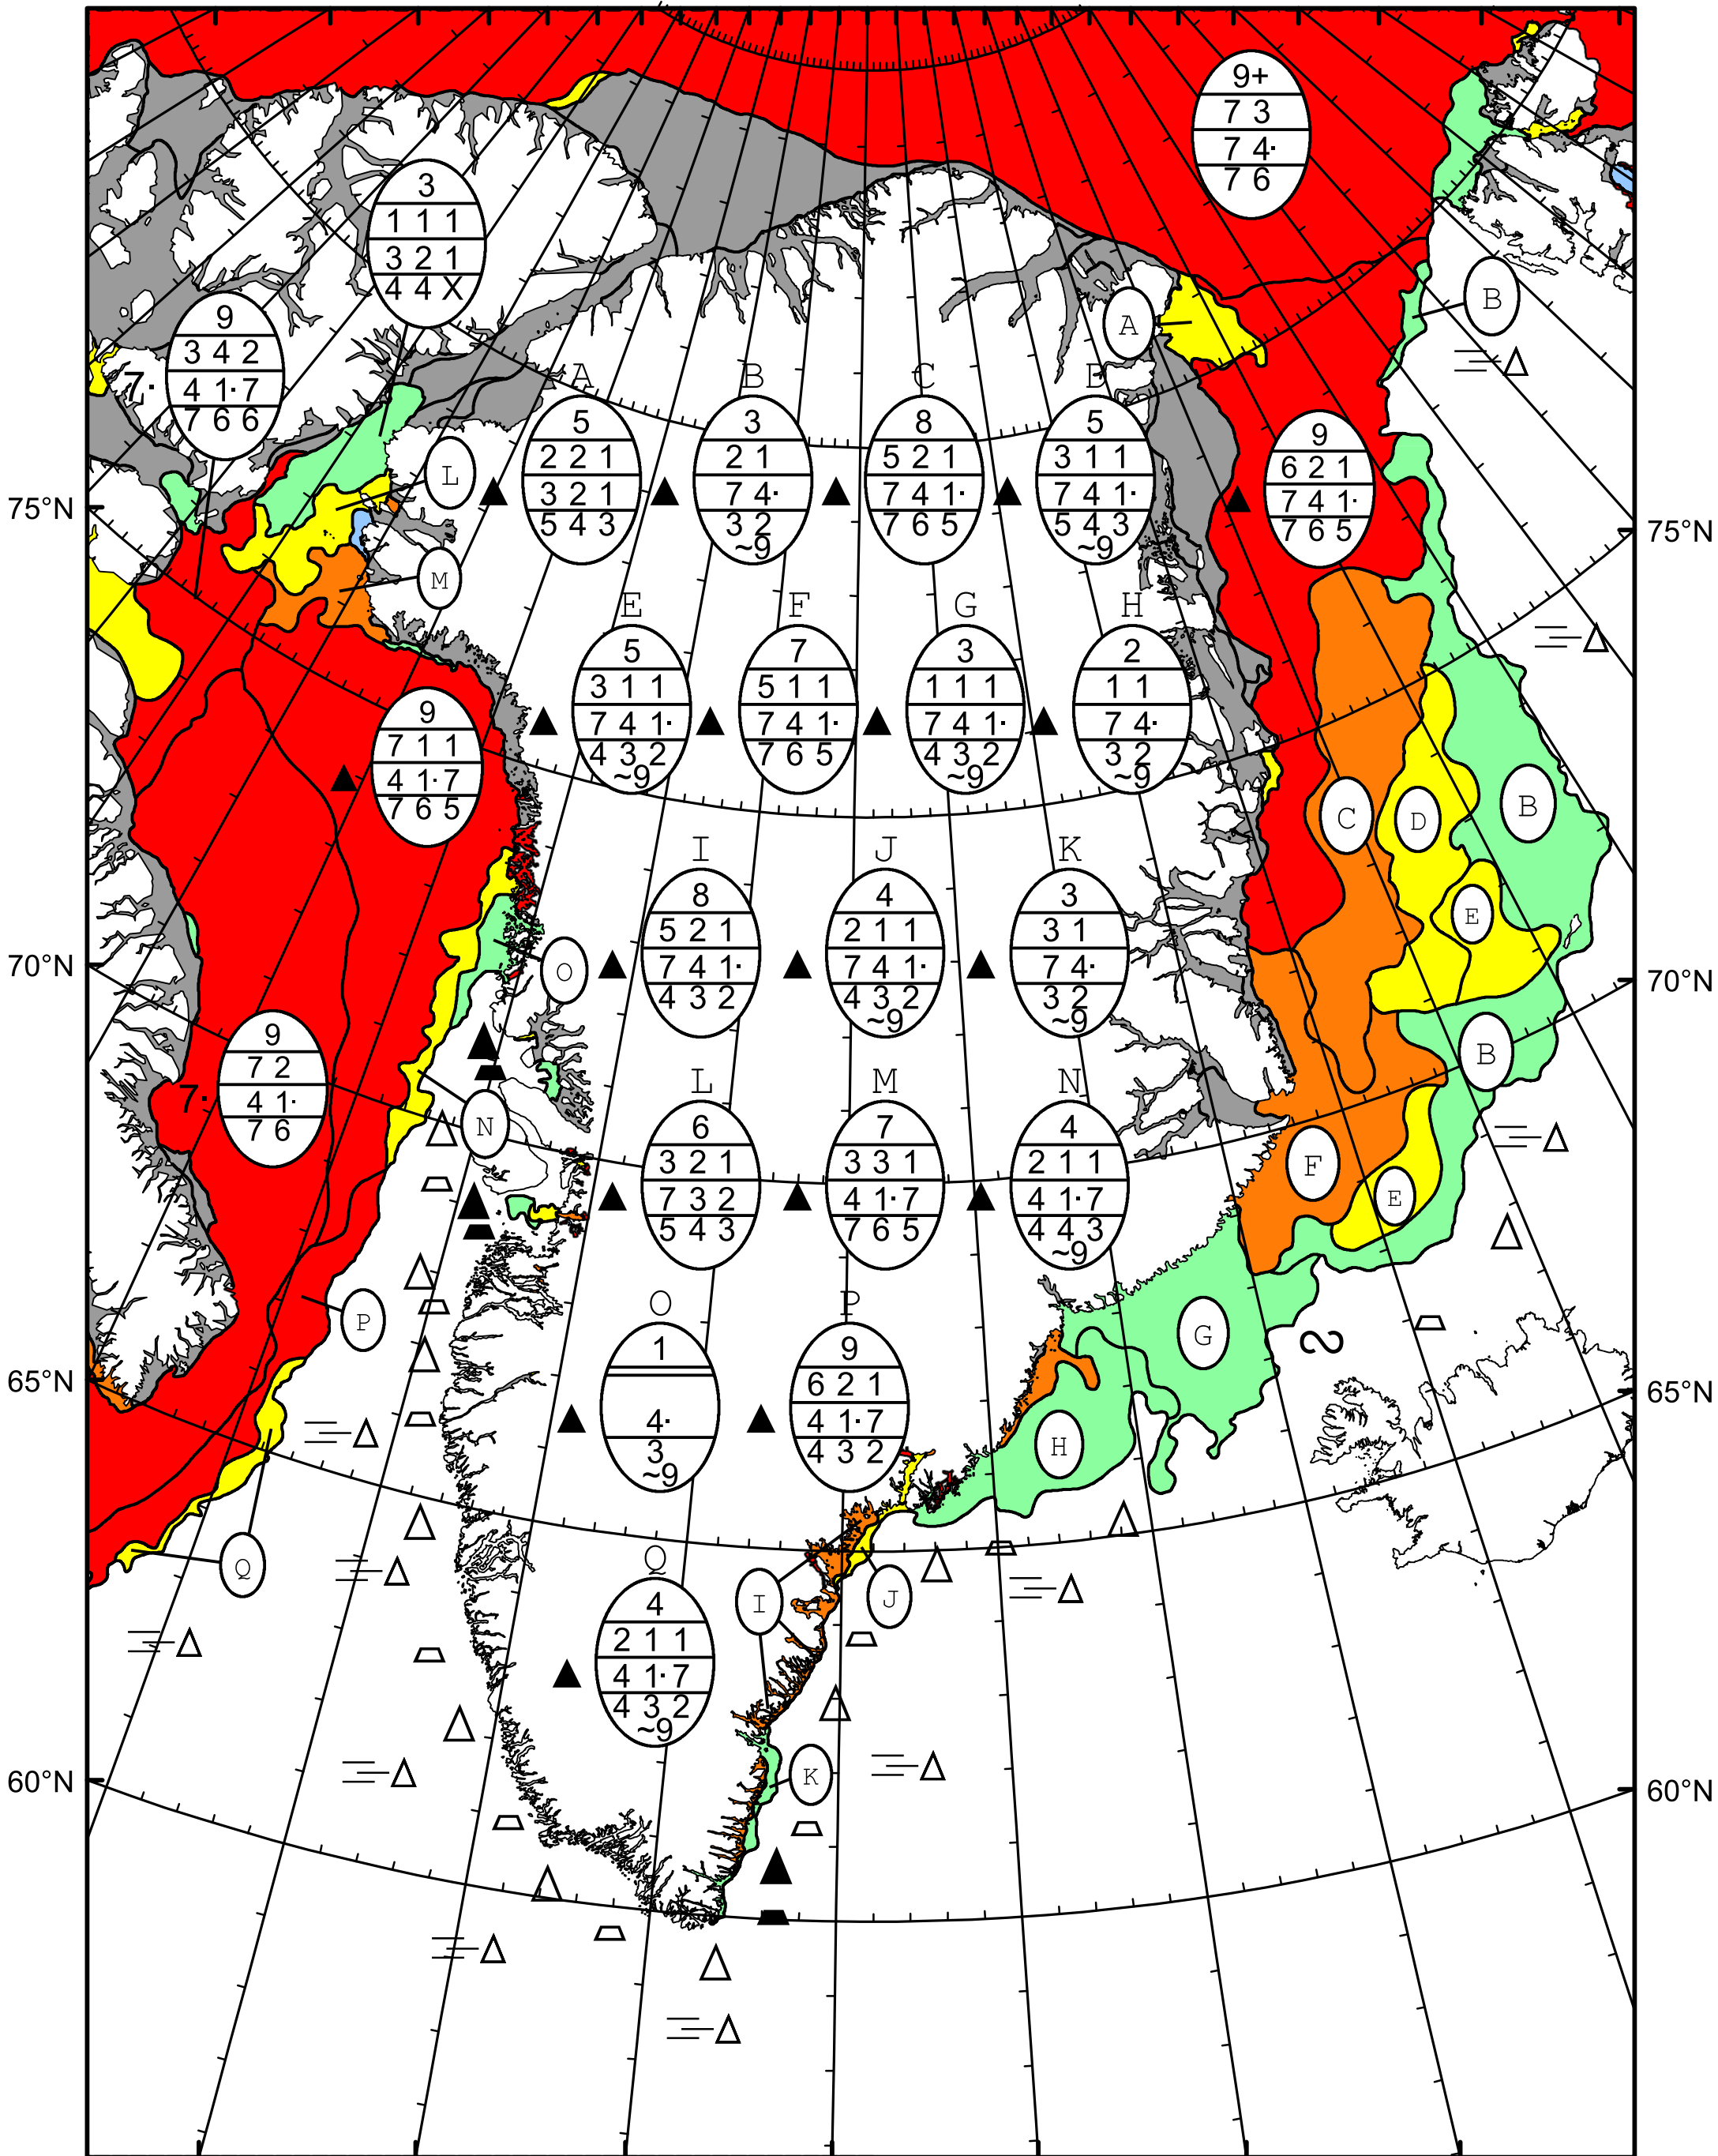 9+
7 3
7 4·
7 6
3
1 1 1
3 2 1
4 4 X
B
9
3 4 2
4 1·7
7 6 6
7·
A
A
5
2 2 1
3 2 1
5 4 3
B
3
2 1
7 4·
3 2
~9
C
8
5 2 1
7 4 1·
7 6 5
D
5
3 1 1
7 4 1·
5 4 3
~9
9
6 2 1
7 4 1·
7 6 5
L
75°N
75°N
M
E
5
3 1 1
7 4 1·
4 3 2
~9
F
7
5 1 1
7 4 1·
7 6 5
G
3
1 1 1
7 4 1·
4 3 2
~9
H
2
1 1
7 4·
3 2
~9
9
7 1 1
4 1·7
7 6 5
C
D
B
E
I
8
5 2 1
7 4 1·
4 3 2
J
4
2 1 1
7 4 1·
4 3 2
~9
K
3
3 1
7 4·
3 2
~9
O
70°N
70°N
9
7 2
4 1·
7 6
7·
B
N
L
6
3 2 1
7 3 2
5 4 3
M
7
3 3 1
4 1·7
7 6 5
N
4
2 1 1
4 1·7
4 4 3
~9
F
E
P
O
1
4·
3
~9
P
9
6 2 1
4 1·7
4 3 2
G
65°N
65°N
H
Q
Q
4
2 1 1
4 1·7
4 3 2
~9
I
J
K
60°N
60°N